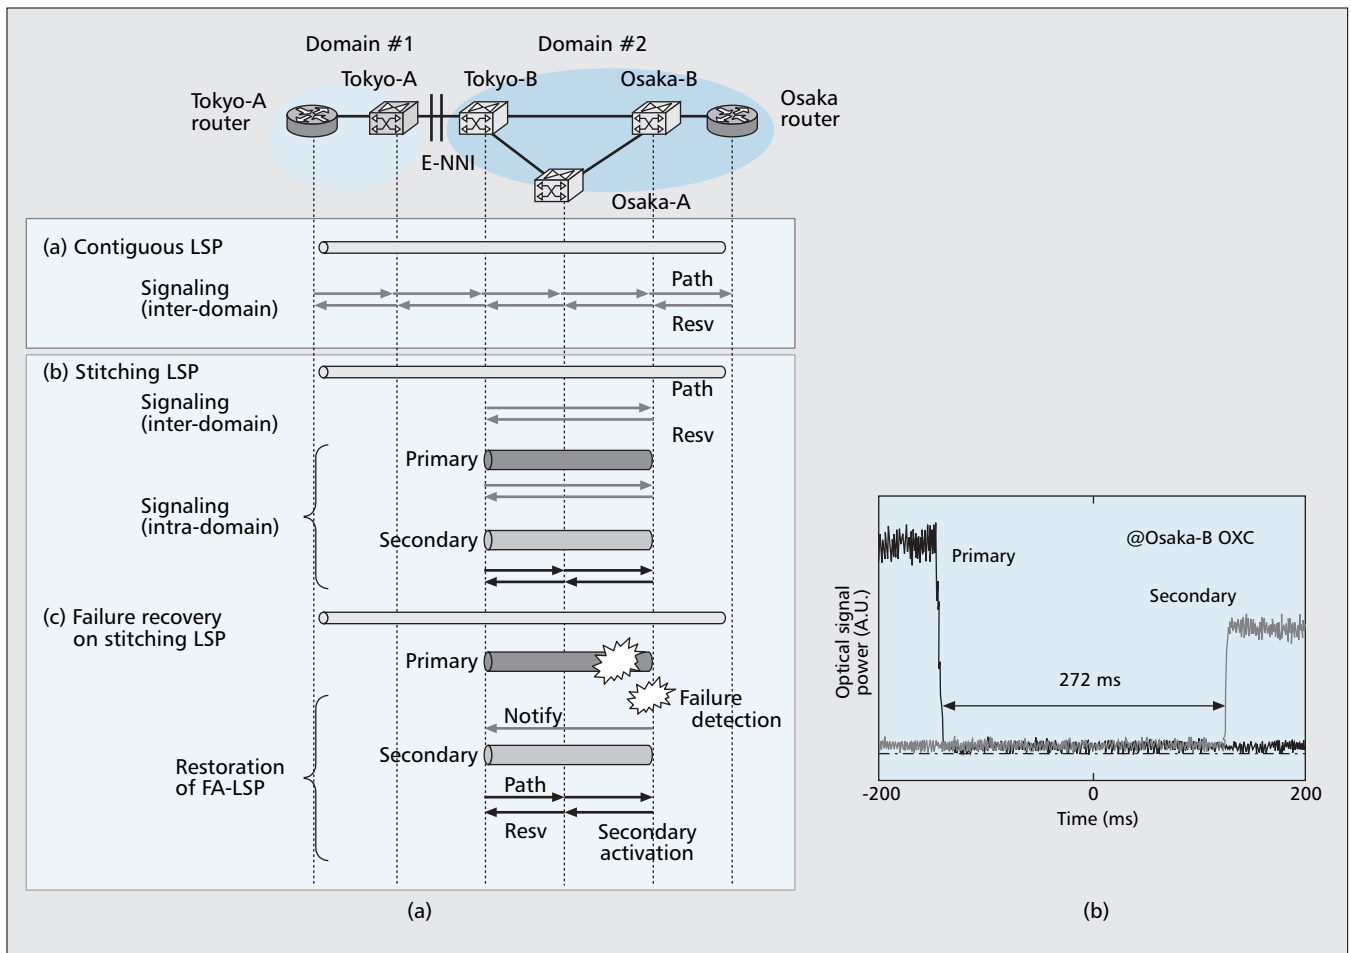 Domain #1
Domain #2
Tokyo-A
Tokyo-B
Osaka-B
Tokyo-A
router
Osaka
router
E-NNI
Osaka-A
(a) Contiguous LSP
Signaling
(inter-domain)
Path
Resv
(b) Stitching LSP
Path
Signaling
(inter-domain)
Resv
Primary
Signaling
(intra-domain)
Secondary
(c) Failure recovery
on stitching LSP
Primary
Failure
detection
Notify
Secondary
Restoration
of FA-LSP
Path
Resv
Secondary
activation
(a)
@Osaka-B OXC
Primary
Secondary
Optical signal
power (A.U.)
272 ms
-200
0
200
Time (ms)
(b)